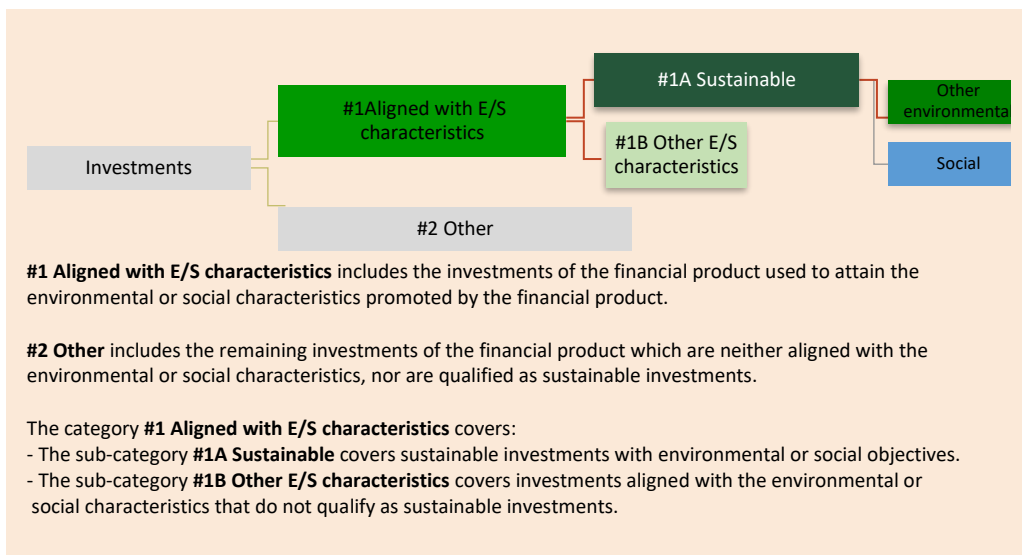 #1A Sustainable
Other
environmental
#1Aligned with E/S
characteristics
#1B Other E/S
characteristics
Investments
Social
#2 Other
#1 Aligned with E/S characteristics includes the investments of the financial product used to attain the
environmental or social characteristics promoted by the financial product.
#2 Other includes the remaining investments of the financial product which are neither aligned with the
environmental or social characteristics, nor are qualified as sustainable investments.
The category #1 Aligned with E/S characteristics covers:
- The sub-category #1A Sustainable covers sustainable investments with environmental or social objectives.
- The sub-category #1B Other E/S characteristics covers investments aligned with the environmental or
social characteristics that do not qualify as sustainable investments.